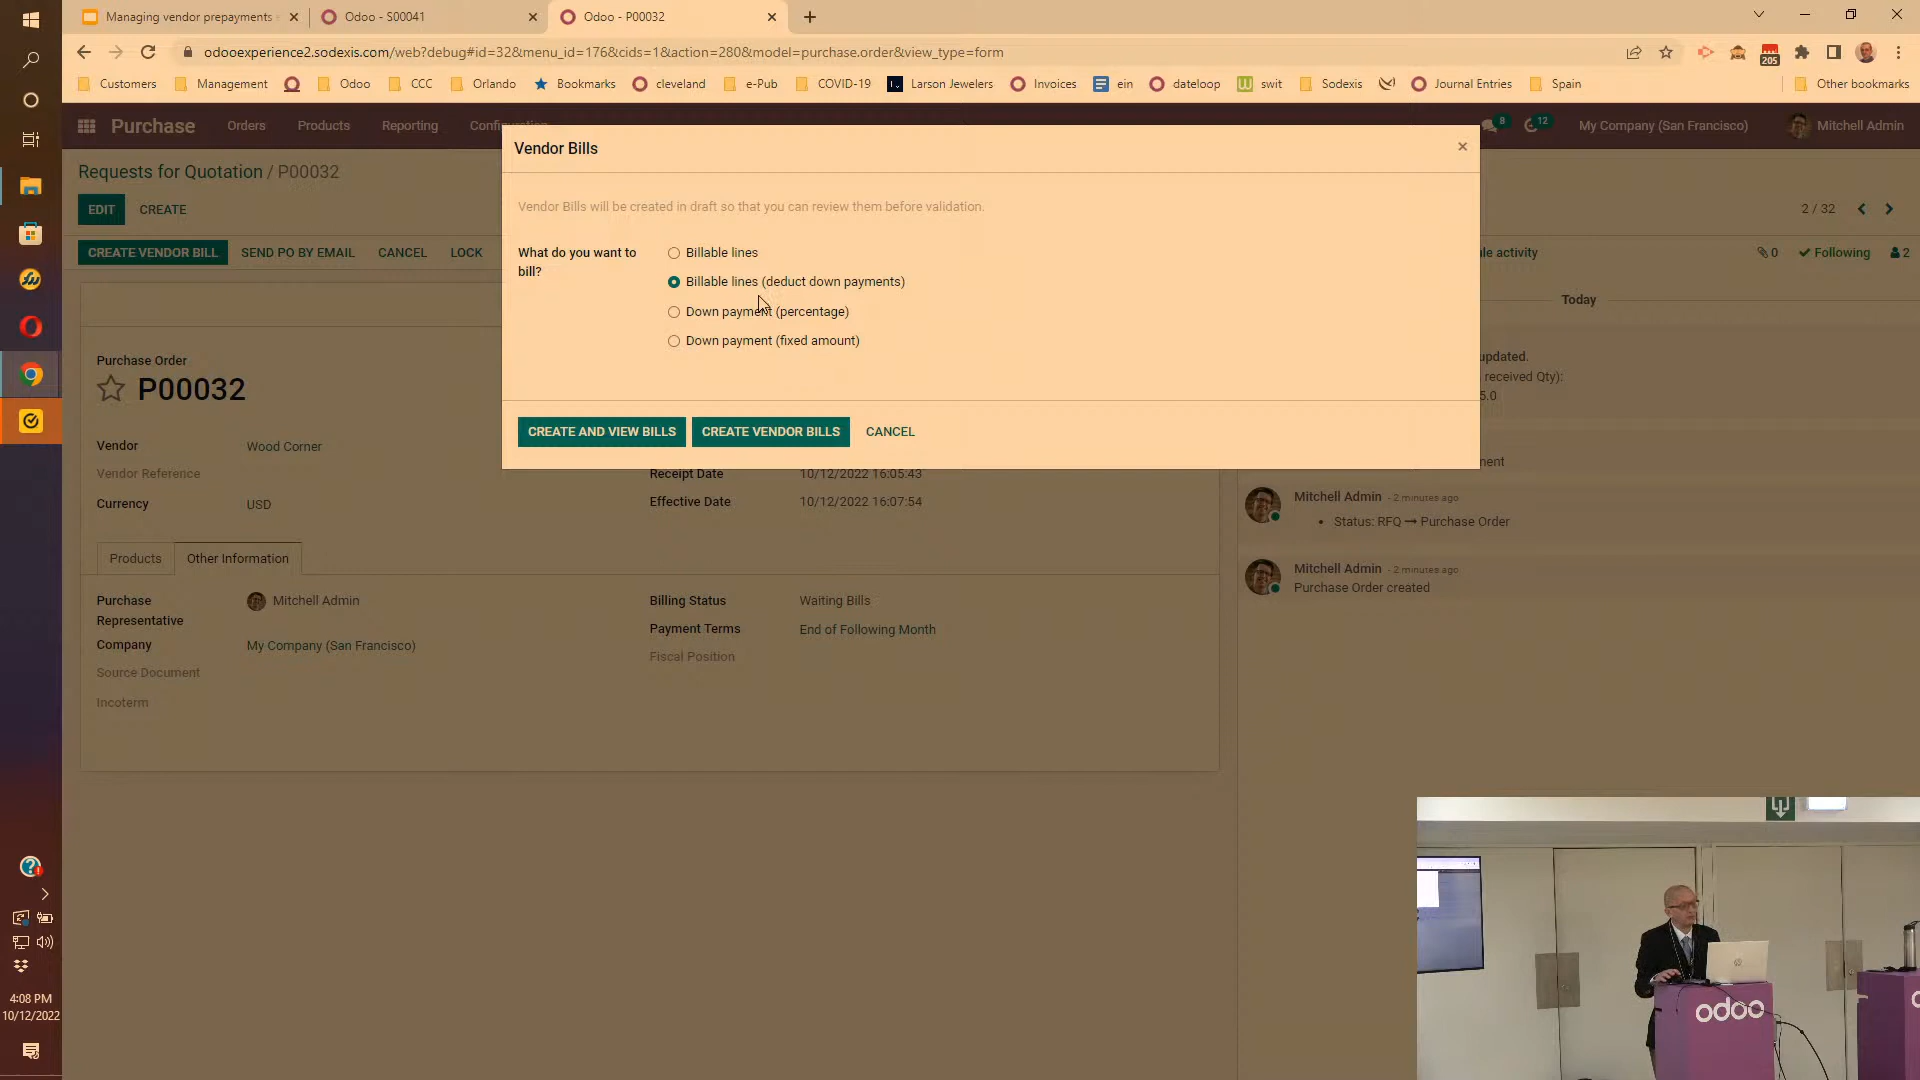 Managing vendor prepayments
Odoo - S00041
Odoo - P00032
odooexperience2.sodexis.com/web?debug#id=32&menu_id=176&cids=1&action=280&model=purchase.order&view_type=form
205
Customers
Management
Odoo
CCC
Orlando
Bookmarks
cleveland
e-Pub
COVID-19
Larson Jewelers
Invoices
ein
dateloop
swit
Sodexis
Journal Entries
Spain
Other bookmarks
Purchase
Orders
Products
Reporting
8
12
My Company (San Francisco)
Mitchell Admin
Requests for Quotation / P00032
EDIT
CREATE
2 / 32
CREATE VENDOR BILL
SEND PO BY EMAIL
CANCEL
LOCK
le activity
0
Following
2
Vendor Bills
×
Vendor Bills will be created in draft so that you can review them before validation.
What do you want to
bill?
Billable lines
Billable lines (deduct down payments)
Down payment (percentage)
Down payment (fixed amount)
CREATE AND VIEW BILLS
CREATE VENDOR BILLS
CANCEL
Today
updated.
received Qty):
5.0
Purchase Order
P00032
Vendor
Wood Corner
Vendor Reference
Currency
USD
Receipt Date
10/12/2022 16:05:43
Effective Date
10/12/2022 16:07:54
Mitchell Admin - 2 minutes ago
• Status: RFQ → Purchase Order
Mitchell Admin - 2 minutes ago
Purchase Order created
Products
Other Information
Purchase
Representative
Mitchell Admin
Company
My Company (San Francisco)
Source Document
Incoterm
Billing Status
Waiting Bills
Payment Terms
End of Following Month
Fiscal Position
4:08 PM
10/12/2022
odoo